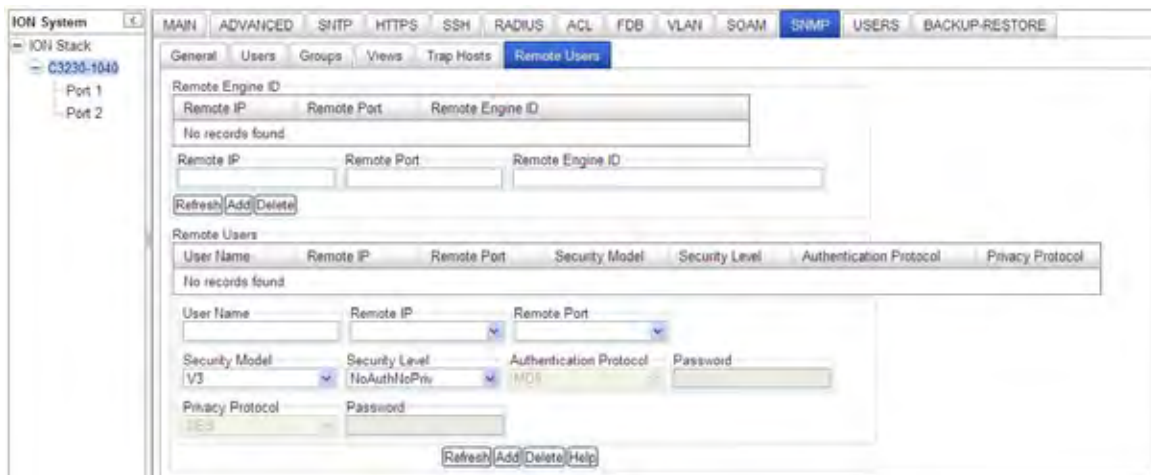 ION System
ION Stack
C3230-1040
Port 1
Port 2
MAIN ADVANCED SNTP HTTPS SSH RADIUS ACL FDB VLAN SOAM SNMP USERS BACKUP-RESTORE
General Users Groups Views Trap Hosts Remote Users
Remote Engine ID
Remote IP Remote Port Remote Engine ID
No records found
Remote IP Remote Port Remote Engine ID
Refresh Add Delete
Remote Users
User Name Remote IP Remote Port Security Model Security Level Authentication Protocol Privacy Protocol
No records found
User Name Remote IP Remote Port
Security Model Security Level Authentication Protocol Password
V3 NoAuthNoPriv MD5
Privacy Protocol Password
DES
Refresh Add Delete Help